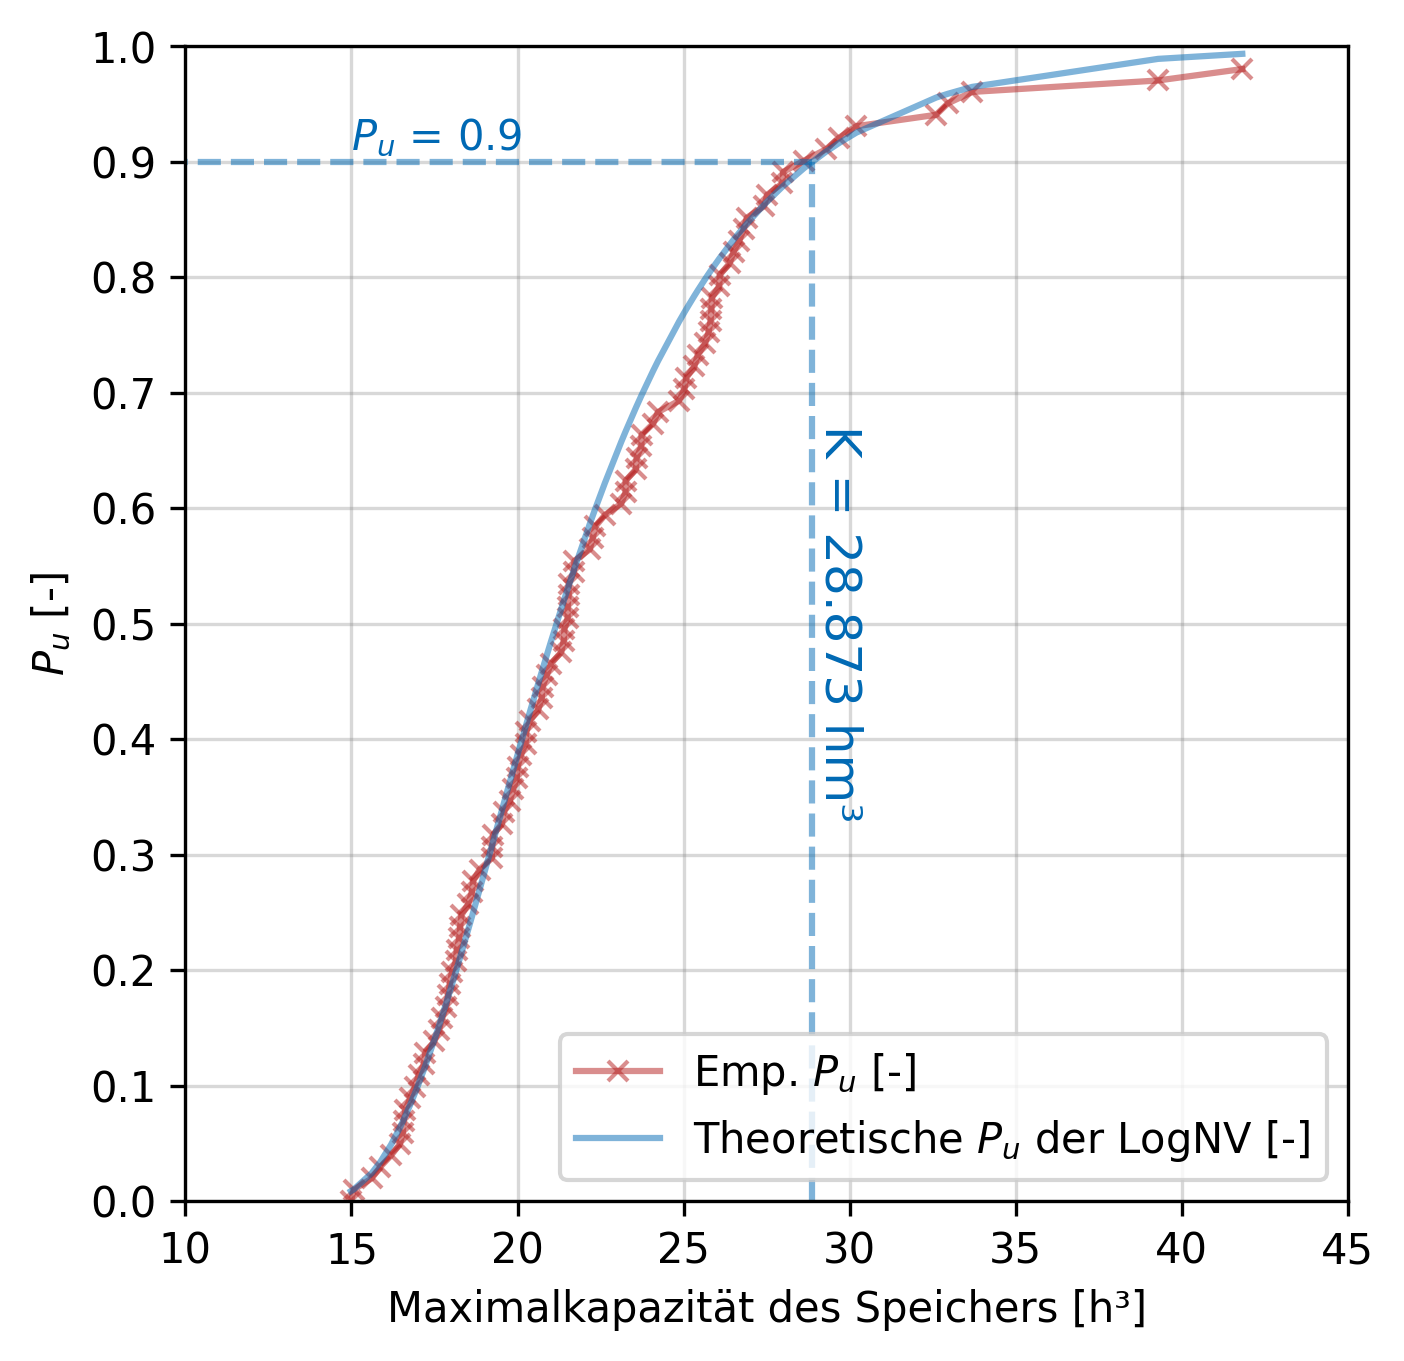 1.0
0.9
0.8
0.7
0.6
0.5
0.4
0.3
0.2
0.1
0.0
P_u [-]
P_u = 0.9
K = 28.873 hm³
Emp. P_u [-]
Theoretische P_u der LogNV [-]
10 15 20 25 30 35 40 45
Maximalkapazität des Speichers [h³]